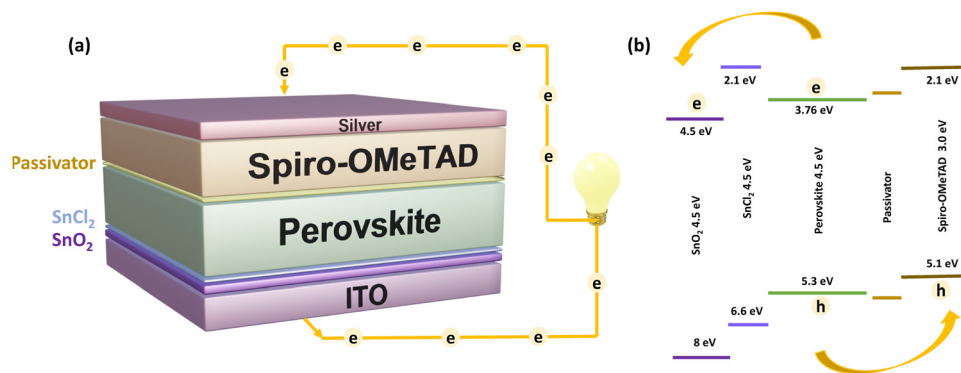 (a)
e
e
e
e
e
Silver
e
Passivator
Spiro-OMeTAD
e
SnCl2
SnO2
Perovskite
ITO
e
e
e
e
(b)
2.1 eV
2.1 eV
e
e
3.76 eV
4.5 eV
SnO2 4.5 eV
SnCl2 4.5 eV
Perovskite 4.5 eV
Passivator
Spiro-OMeTAD 3.0 eV
5.3 eV
5.1 eV
h
h
6.6 eV
8 eV